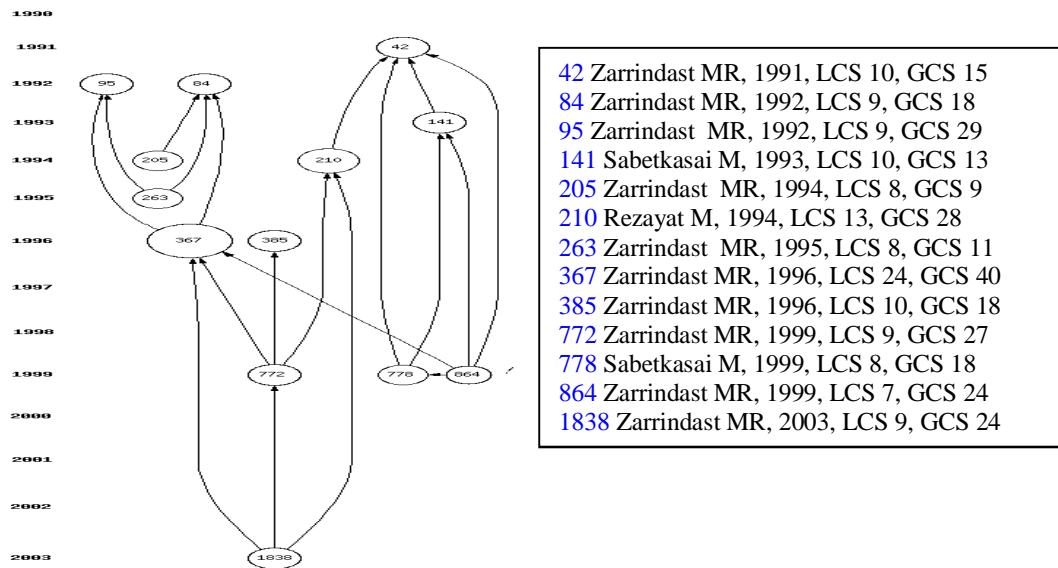 1990
1991
42
1992
95
84
1993
141
1994
205
210
1995
263
1996
367
385
1997
1998
1999
772
778
864
2000
2001
2002
2003
1838
42 Zarrindast MR, 1991, LCS 10, GCS 15
84 Zarrindast MR, 1992, LCS 9, GCS 18
95 Zarrindast MR, 1992, LCS 9, GCS 29
141 Sabetkasai M, 1993, LCS 10, GCS 13
205 Zarrindast MR, 1994, LCS 8, GCS 9
210 Rezayat M, 1994, LCS 13, GCS 28
263 Zarrindast MR, 1995, LCS 8, GCS 11
367 Zarrindast MR, 1996, LCS 24, GCS 40
385 Zarrindast MR, 1996, LCS 10, GCS 18
772 Zarrindast MR, 1999, LCS 9, GCS 27
778 Sabetkasai M, 1999, LCS 8, GCS 18
864 Zarrindast MR, 1999, LCS 7, GCS 24
1838 Zarrindast MR, 2003, LCS 9, GCS 24